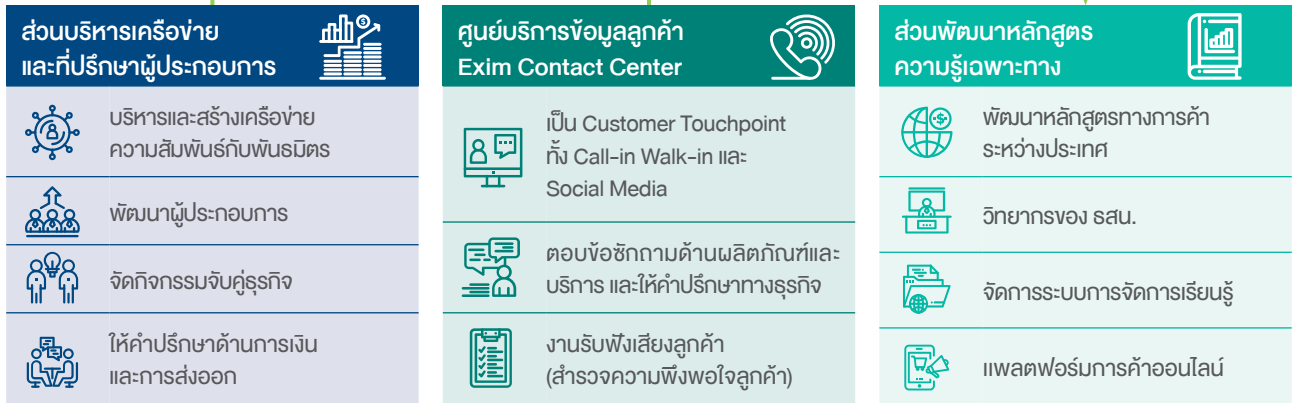 ส่วนบริหารเครือข่าย
และที่ปรึกษาผู้ประกอบการ
บริหารและสร้างเครือข่าย
ความสัมพันธ์กับพันธมิตร
พัฒนาผู้ประกอบการ
จัดกิจกรรมจับคู่ธุรกิจ
ให้คำปรึกษาด้านการเงิน
และการส่งออก
ศูนย์บริการข้อมูลลูกค้า
Exim Contact Center
เป็น Customer Touchpoint
ทั้ง Call-in Walk-in และ
Social Media
ตอบข้อซักถามด้านผลิตภัณฑ์และ
บริการ และให้คำปรึกษาทางธุรกิจ
งานรับฟังเสียงลูกค้า
(สำรวจความพึงพอใจลูกค้า)
ส่วนพัฒนาหลักสูตร
ความรู้เฉพาะทาง
พัฒนาหลักสูตรทางการค้า
ระหว่างประเทศ
วิทยากรของ ธสน.
จัดการระบบการจัดการเรียนรู้
แพลตฟอร์มการค้าออนไลน์